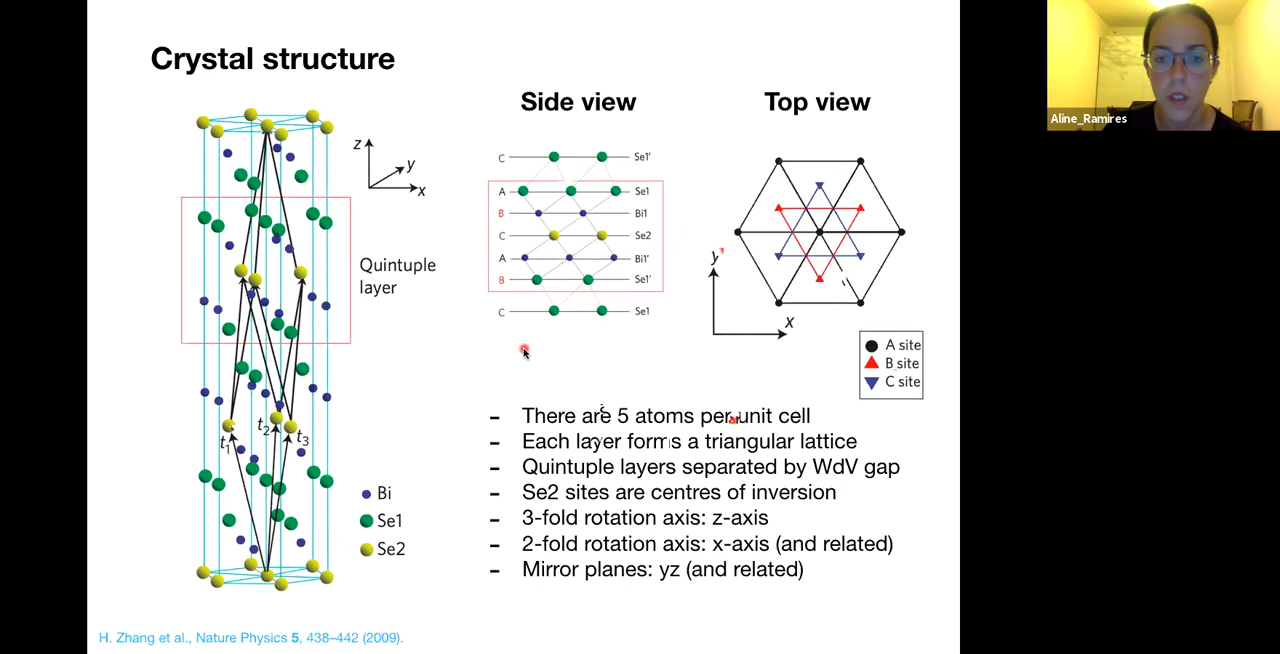 Crystal structure
Side view
Top view
z
y
x
Quintuple
layer
t1
t2
t3
Bi
Se1
Se2
C Se1'
A Se1
B Bi1
C Se2
A Bi1'
B Se1'
C Se1
y
x
A site
B site
C site
- There are 5 atoms per unit cell
- Each layer forms a triangular lattice
- Quintuple layers separated by WdV gap
- Se2 sites are centres of inversion
- 3-fold rotation axis: z-axis
- 2-fold rotation axis: x-axis (and related)
- Mirror planes: yz (and related)
H. Zhang et al., Nature Physics 5, 438–442 (2009).
Aline_Ramires